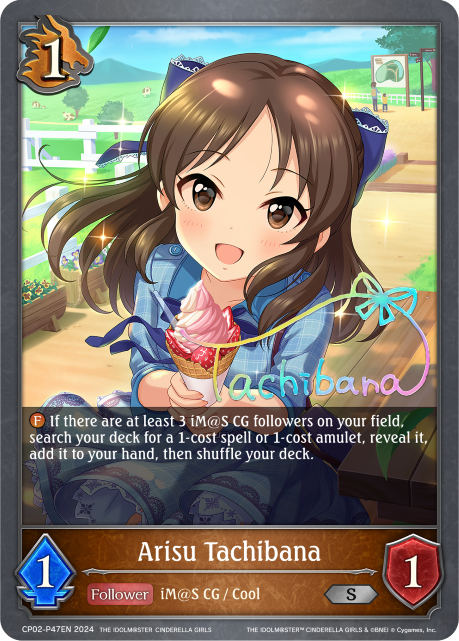 1
Tachibana
F If there are at least 3 iM@S CG followers on your field,
search your deck for a 1-cost spell or 1-cost amulet, reveal it,
add it to your hand, then shuffle your deck.
Arisu Tachibana
1
Follower iM@S CG / Cool
S
1
CP02-P47EN 2024 THE IDOLM@STER CINDERELLA GIRLS THE IDOLM@STER™ CINDERELLA GIRLS & ©BNEI © Cygames, Inc.